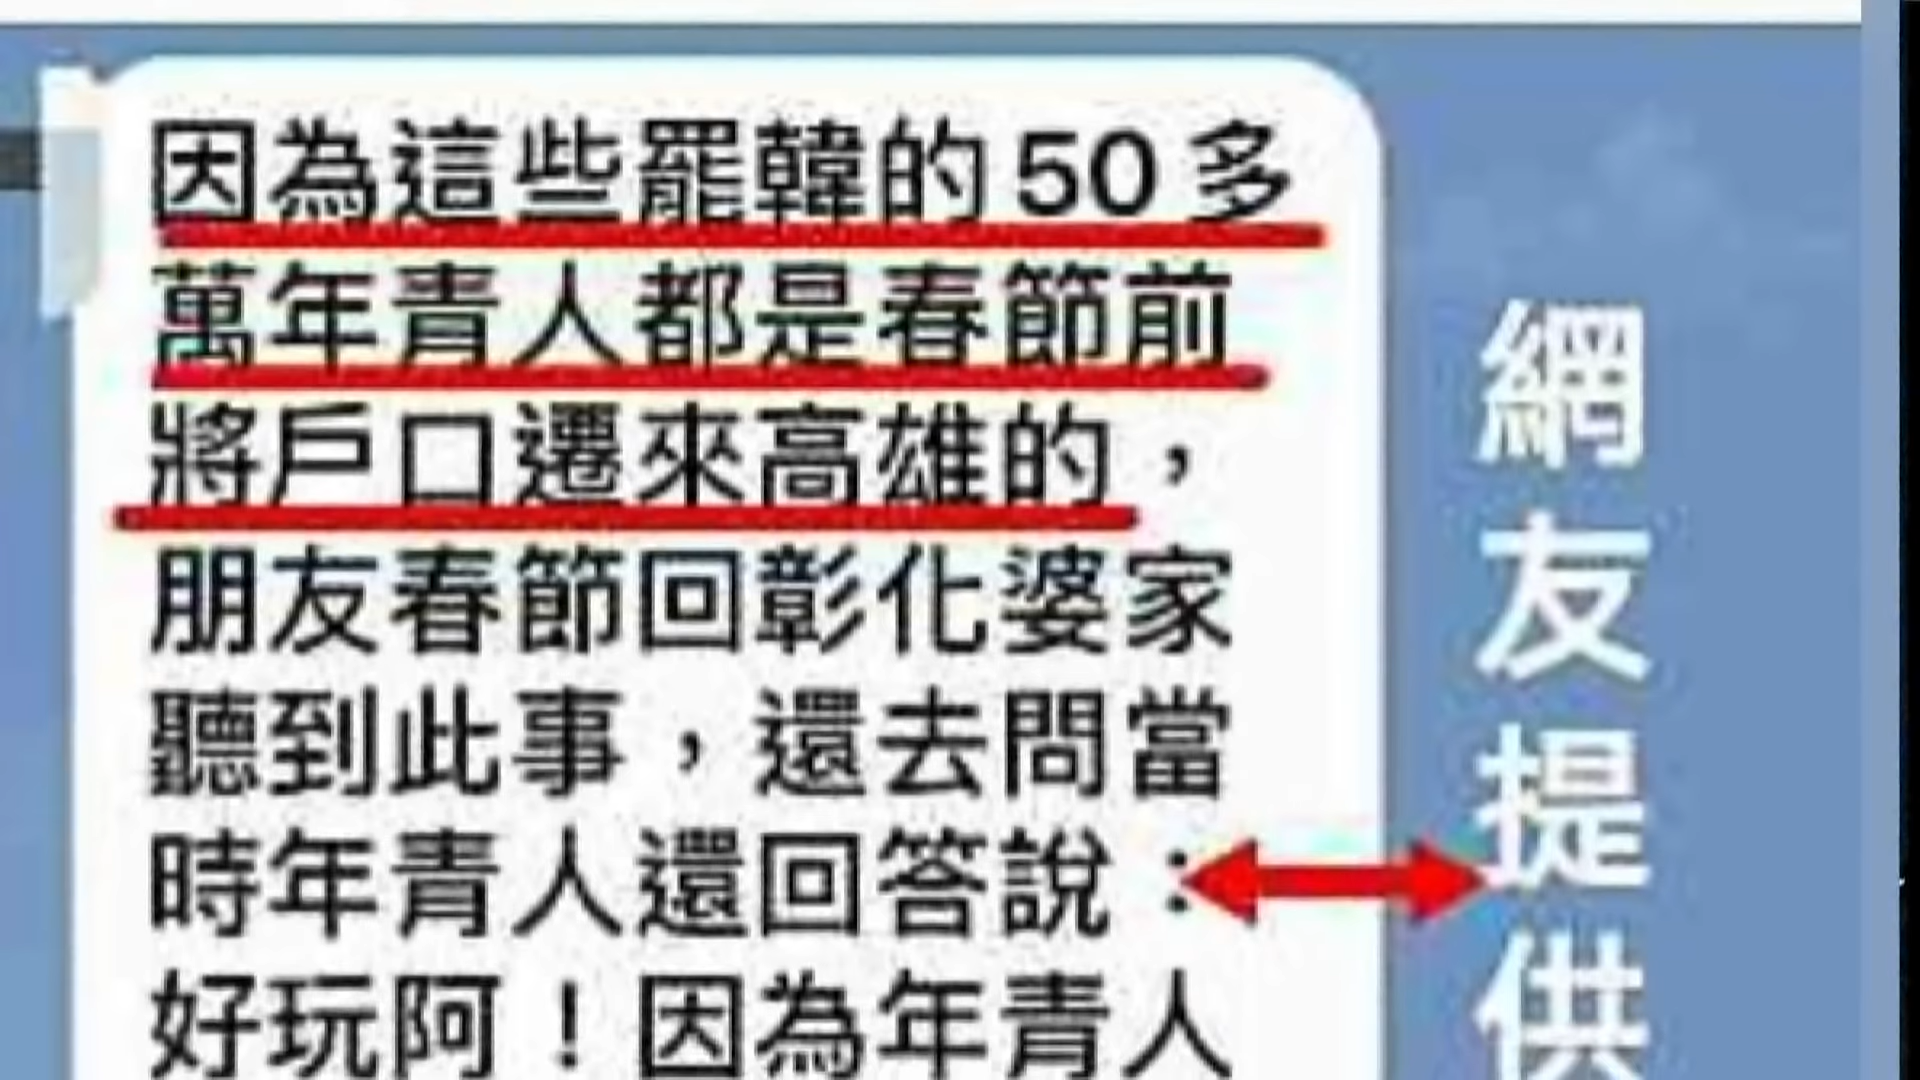 因為這些罷韓的50多
萬年青人都是春節前
將戶口遷來高雄的，
朋友春節回彰化婆家
聽到此事，還去問當
時年青人還回答說：
好玩阿！因為年青人
網友提供